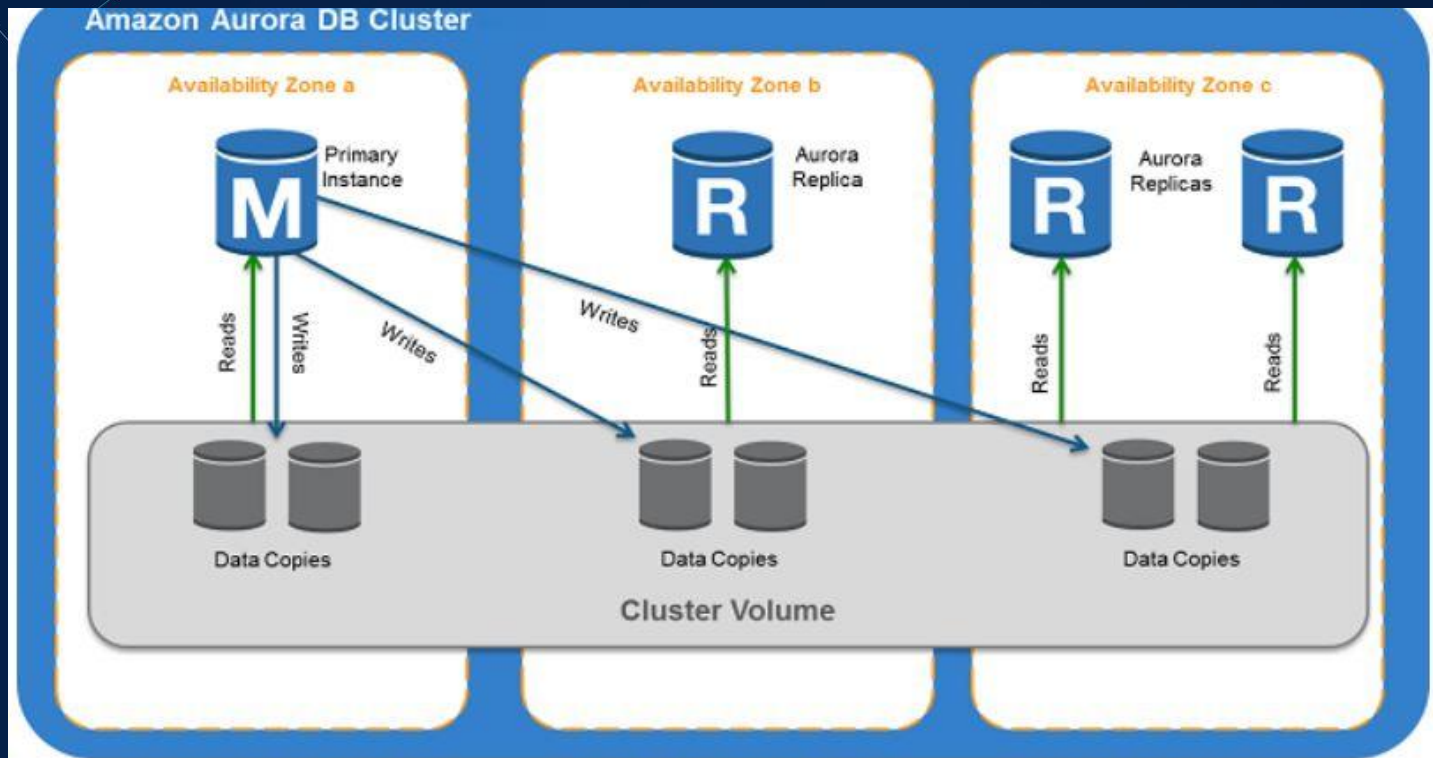 Amazon Aurora DB Cluster
Availability Zone a
Availability Zone b
Availability Zone c
M
Primary
Instance
R
Aurora
Replica
R
Aurora
Replicas
R
Reads
Writes
Writes
Writes
Reads
Reads
Reads
Data Copies
Data Copies
Data Copies
Cluster Volume